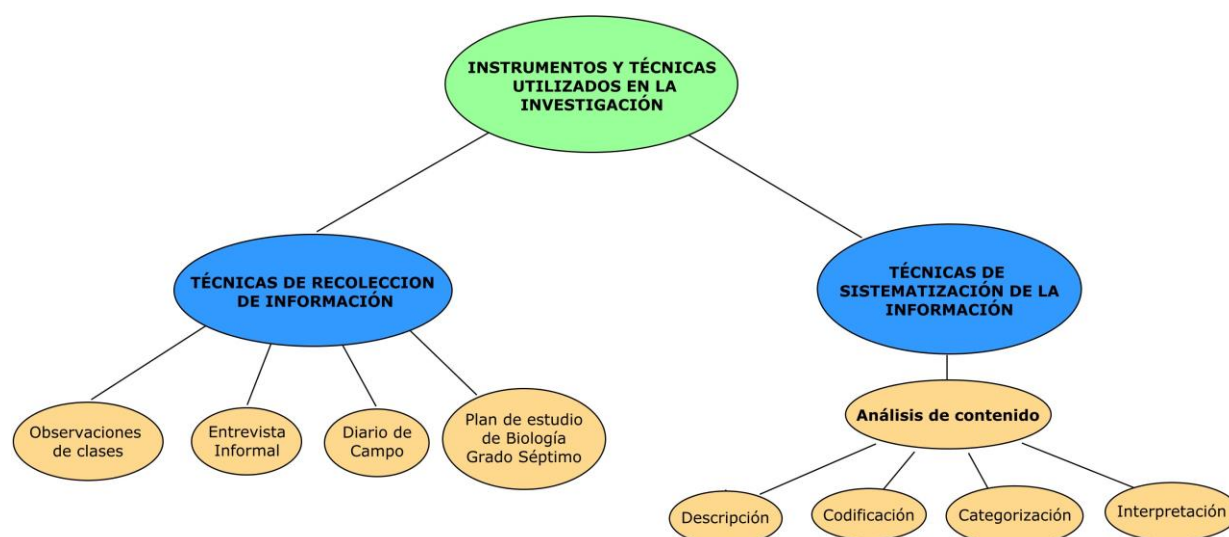 INSTRUMENTOS Y TÉCNICAS
UTILIZADOS EN LA
INVESTIGACIÓN
TÉCNICAS DE RECOLECCION
DE INFORMACIÓN
TÉCNICAS DE
SISTEMATIZACIÓN DE LA
INFORMACIÓN
Observaciones
de clases
Entrevista
Informal
Diario de
Campo
Plan de estudio
de Biología
Grado Séptimo
Análisis de contenido
Descripción
Codificación
Categorización
Interpretación